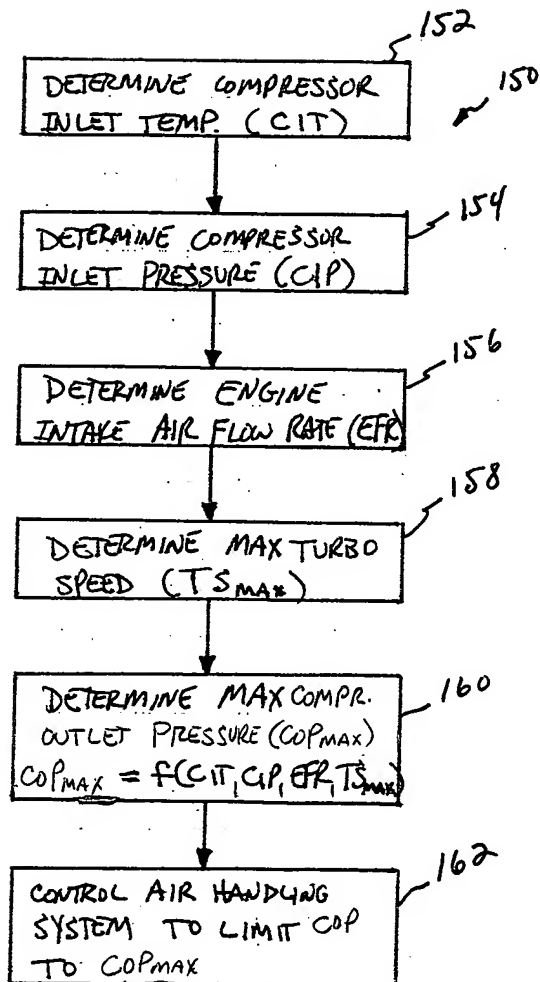 152
DETERMINE COMPRESSOR
INLET TEMP. (CIT)
150
154
DETERMINE COMPRESSOR
INLET PRESSURE (CIP)
156
DETERMINE ENGINE
INTAKE AIR FLOW RATE (EFR)
158
DETERMINE MAX TURBO
SPEED (TSMAX)
160
DETERMINE MAX COMPR.
OUTLET PRESSURE (COPMAX)
COPMAX = f(CIT, CIP, EFR, TSMAX)
162
CONTROL AIR HANDLING
SYSTEM TO LIMIT COP
TO COPMAX